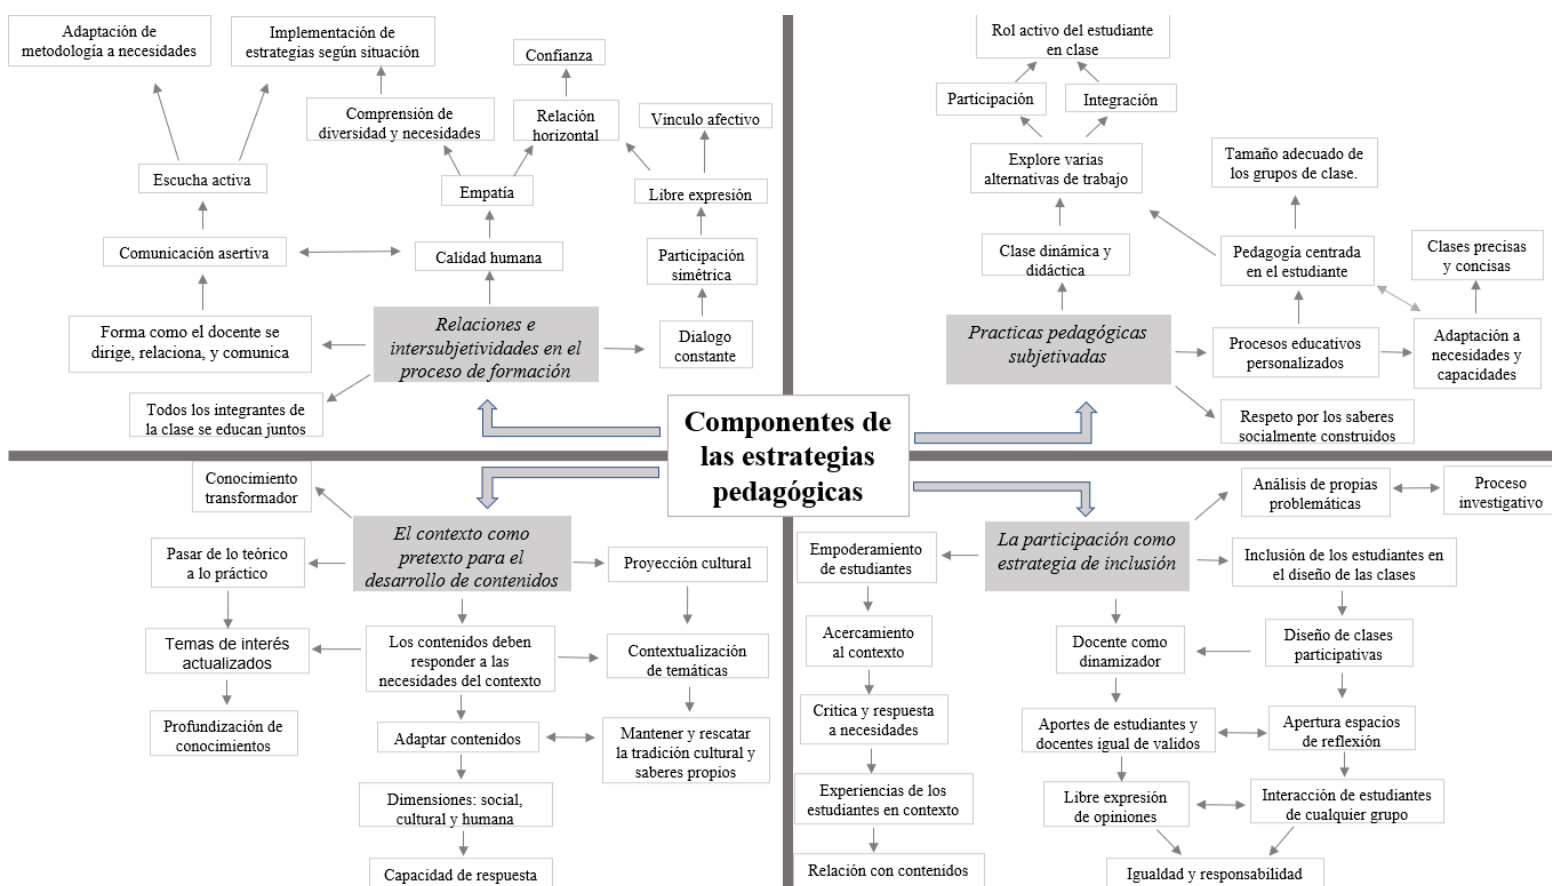 Adaptación de
metodología a necesidades
Implementación de
estrategias según situación
Confianza
Comprensión de
diversidad y necesidades
Relación
horizontal
Vinculo afectivo
Escucha activa
Empatía
Libre expresión
Comunicación asertiva
Calidad humana
Participación
simétrica
Forma como el docente se
dirige, relaciona, y comunica
Relaciones e
intersubjetividades en el
proceso de formación
Dialogo
constante
Todos los integrantes de
la clase se educan juntos
Rol activo del estudiante
en clase
Participación
Integración
Explore varias
alternativas de trabajo
Tamaño adecuado de
los grupos de clase.
Clase dinámica y
didáctica
Pedagogía centrada
en el estudiante
Clases precisas
y concisas
Practicas pedagógicas
subjetivadas
Procesos educativos
personalizados
Adaptación a
necesidades y
capacidades
Respeto por los saberes
socialmente construidos
Componentes de
las estrategias
pedagógicas
Conocimiento
transformador
El contexto como
pretexto para el
desarrollo de contenidos
Pasar de lo teórico
a lo práctico
Proyección cultural
Temas de interés
actualizados
Los contenidos deben
responder a las
necesidades del contexto
Contextualización
de temáticas
Profundización de
conocimientos
Adaptar contenidos
Mantener y rescatar
la tradición cultural y
saberes propios
Dimensiones: social,
cultural y humana
Capacidad de respuesta
Análisis de propias
problemáticas
Proceso
investigativo
Empoderamiento
de estudiantes
La participación como
estrategia de inclusión
Inclusión de los estudiantes en
el diseño de las clases
Acercamiento
al contexto
Docente como
dinamizador
Diseño de clases
participativas
Critica y respuesta
a necesidades
Aportes de estudiantes y
docentes igual de validos
Apertura espacios
de reflexión
Experiencias de los
estudiantes en contexto
Libre expresión
de opiniones
Interacción de estudiantes
de cualquier grupo
Relación con contenidos
Igualdad y responsabilidad